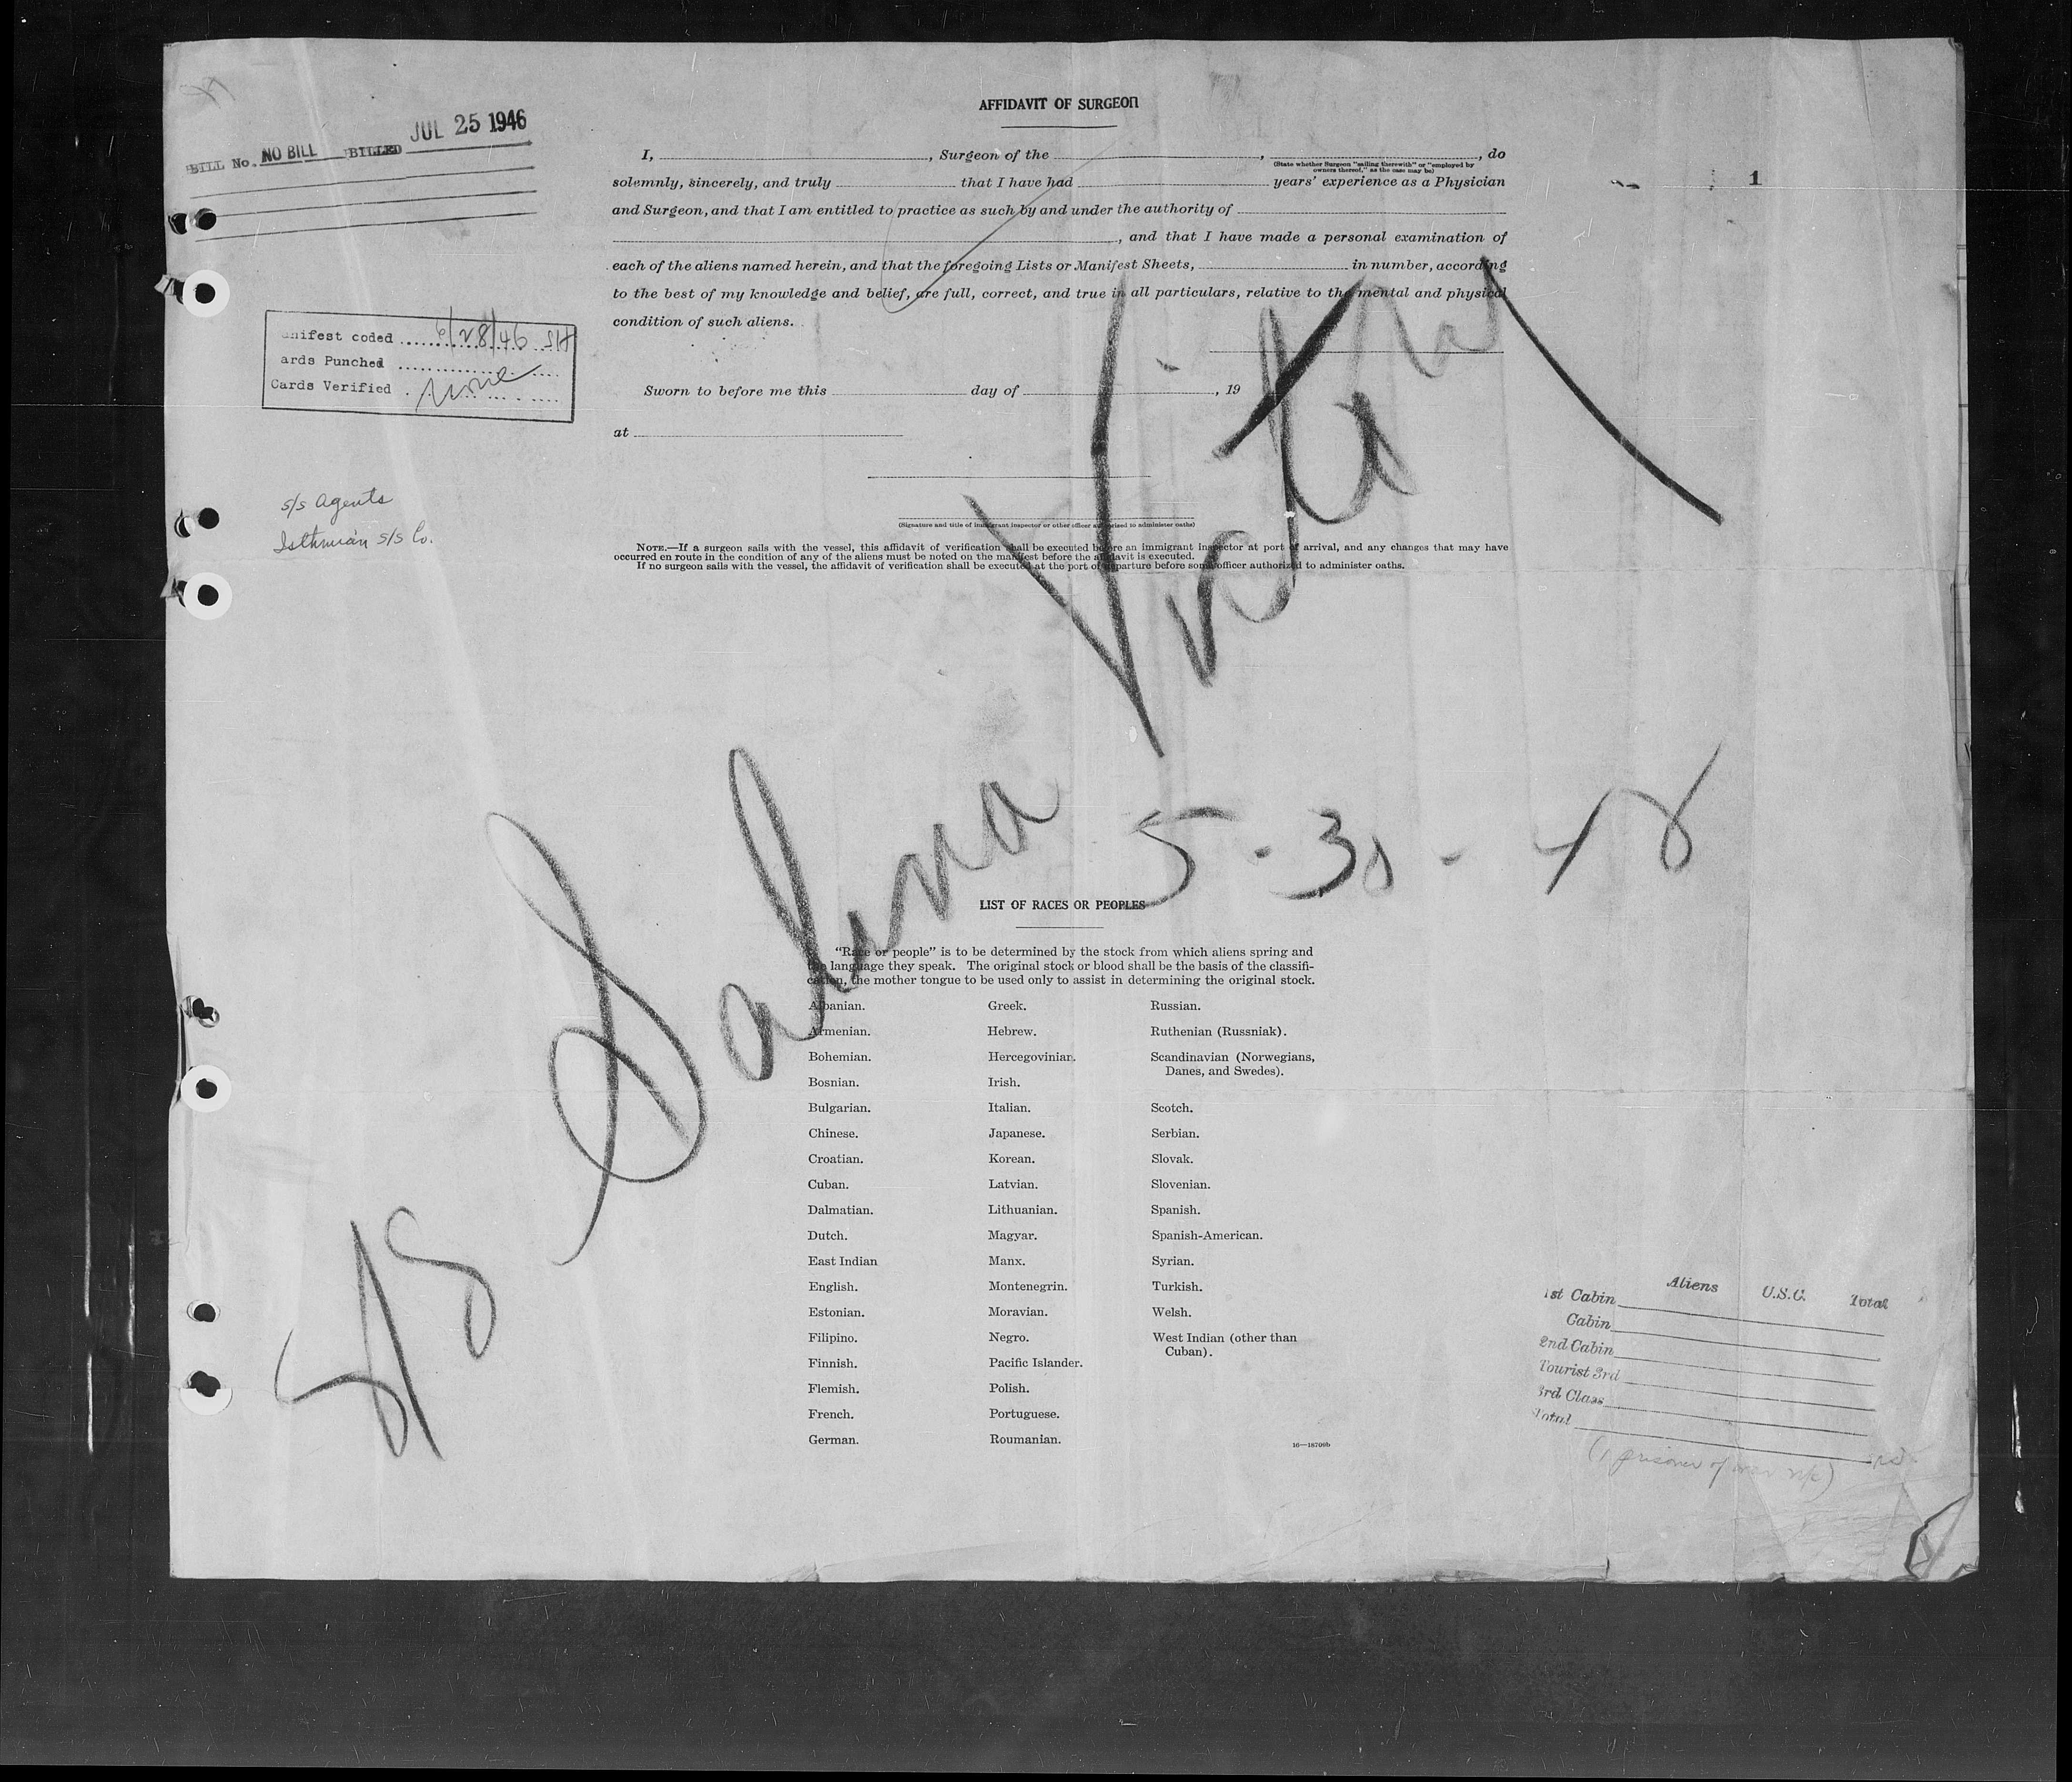 AFFIDAVIT OF SURGEON
JUL 25 1946
BILL No. NO BILL BILLED
1
I, , Surgeon of the , , do
(State whether Surgeon "sailing therewith" or "employed by
owners thereof," as the case may be)
solemnly, sincerely, and truly that I have had years' experience as a Physician
and Surgeon, and that I am entitled to practice as such by and under the authority of
, and that I have made a personal examination of
each of the aliens named herein, and that the foregoing Lists or Manifest Sheets, in number, according
to the best of my knowledge and belief, are full, correct, and true in all particulars, relative to the mental and physical
condition of such aliens.
anifest coded 6/28/46 SH
ards Punched
Cards Verified none
Sworn to before me this day of , 19
at
(Signature and title of immigrant inspector or other officer authorized to administer oaths)
S/S Agents
Isthmian S/S Co.
NOTE.—If a surgeon sails with the vessel, this affidavit of verification shall be executed before an immigrant inspector at port of arrival, and any changes that may have
occurred en route in the condition of any of the aliens must be noted on the manifest before the affidavit is executed.
If no surgeon sails with the vessel, the affidavit of verification shall be executed at the port of departure before some officer authorized to administer oaths.
S/S Salina Victory
5-30-46
LIST OF RACES OR PEOPLES
"Race or people" is to be determined by the stock from which aliens spring and
the language they speak. The original stock or blood shall be the basis of the classifi-
cation, the mother tongue to be used only to assist in determining the original stock.
Albanian. Greek. Russian.
Armenian. Hebrew. Ruthenian (Russniak).
Bohemian. Hercegovinian. Scandinavian (Norwegians,
Danes, and Swedes).
Bosnian. Irish.
Bulgarian. Italian. Scotch.
Chinese. Japanese. Serbian.
Croatian. Korean. Slovak.
Cuban. Latvian. Slovenian.
Dalmatian. Lithuanian. Spanish.
Dutch. Magyar. Spanish-American.
East Indian Manx. Syrian.
English. Montenegrin. Turkish.
Estonian. Moravian. Welsh.
Filipino. Negro. West Indian (other than
Cuban).
Finnish. Pacific Islander.
Flemish. Polish.
French. Portuguese.
German. Roumanian.
16—18700b
Aliens U.S.C. Total
1st Cabin
Cabin
2nd Cabin
Tourist 3rd
3rd Class
Total
(1 prisoner of war